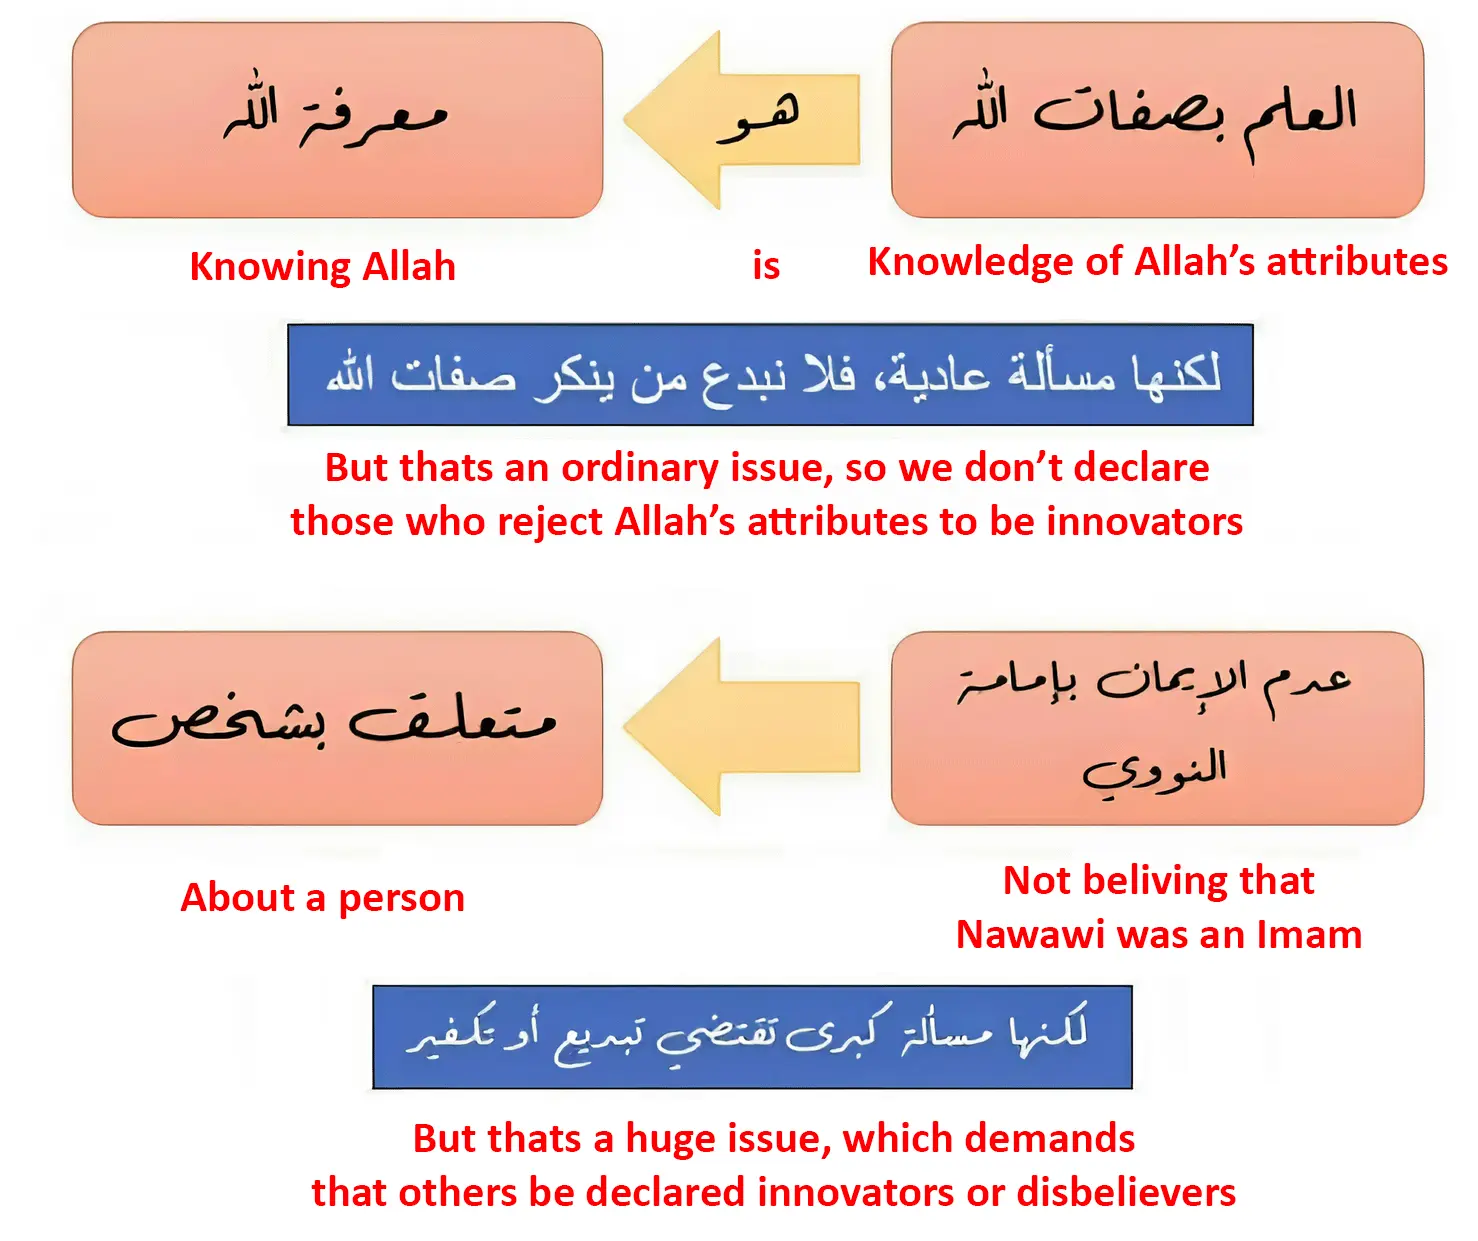 العلم بصفات الله
هو
معرفة الله
Knowledge of Allah’s attributes
is
Knowing Allah
لكنها مسألة عادية، فلا نبدع من ينكر صفات الله
But thats an ordinary issue, so we don’t declare
those who reject Allah’s attributes to be innovators
عدم الإيمان بإمامة
النووي
متعلق بشخص
Not beliving that
Nawawi was an Imam
About a person
لكنها مسألة كبرى تقتضي تبديع أو تكفير
But thats a huge issue, which demands
that others be declared innovators or disbelievers